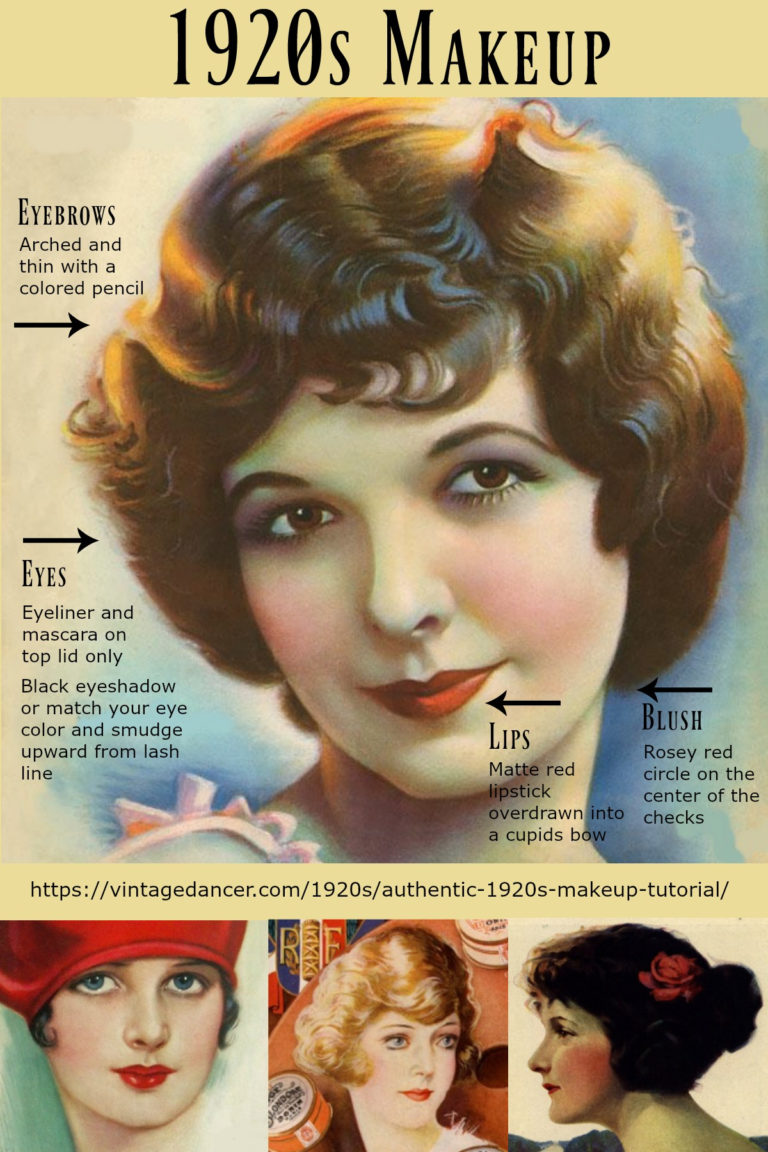 1920s Makeup
Eyebrows
Arched and
thin with a
colored pencil
Eyes
Eyeliner and
mascara on
top lid only
Black eyeshadow
or match your eye
color and smudge
upward from lash
line
Lips
Matte red
lipstick
overdrawn into
a cupids bow
Blush
Rosey red
circle on the
center of the
checks
https://vintagedancer.com/1920s/authentic-1920s-makeup-tutorial/